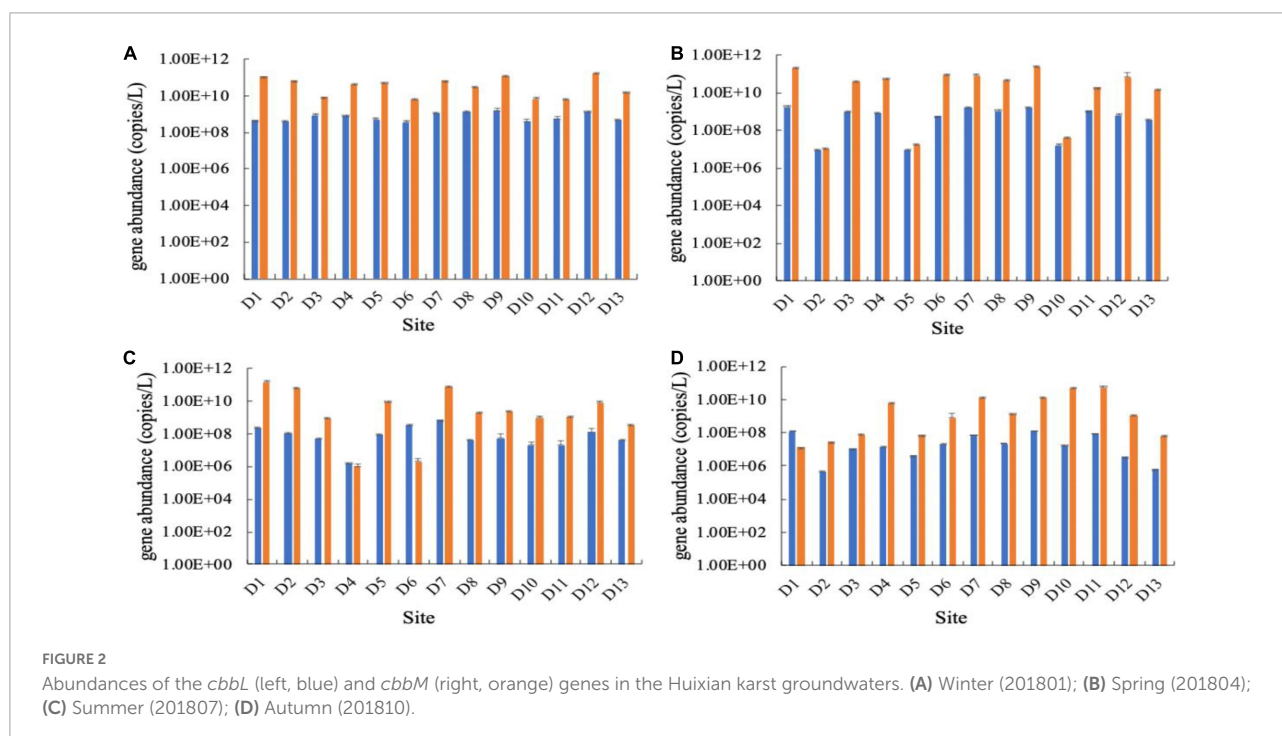 A
1.00E+12
1.00E+10
1.00E+08
1.00E+06
1.00E+04
1.00E+02
1.00E+00
gene abundance (copies/L)
D1 D2 D3 D4 D5 D6 D7 D8 D9 D10 D11 D12 D13
Site
B
1.00E+12
1.00E+10
1.00E+08
1.00E+06
1.00E+04
1.00E+02
1.00E+00
gene abundance (copies/L)
D1 D2 D3 D4 D5 D6 D7 D8 D9 D10 D11 D12 D13
Site
C
1.00E+12
1.00E+10
1.00E+08
1.00E+06
1.00E+04
1.00E+02
1.00E+00
gene abundance (copies/L)
D1 D2 D3 D4 D5 D6 D7 D8 D9 D10 D11 D12 D13
Site
D
1.00E+12
1.00E+10
1.00E+08
1.00E+06
1.00E+04
1.00E+02
1.00E+00
gene abundance (copies/L)
D1 D2 D3 D4 D5 D6 D7 D8 D9 D10 D11 D12 D13
Site
FIGURE 2
Abundances of the cbbL (left, blue) and cbbM (right, orange) genes in the Huixian karst groundwaters. (A) Winter (201801); (B) Spring (201804);
(C) Summer (201807); (D) Autumn (201810).